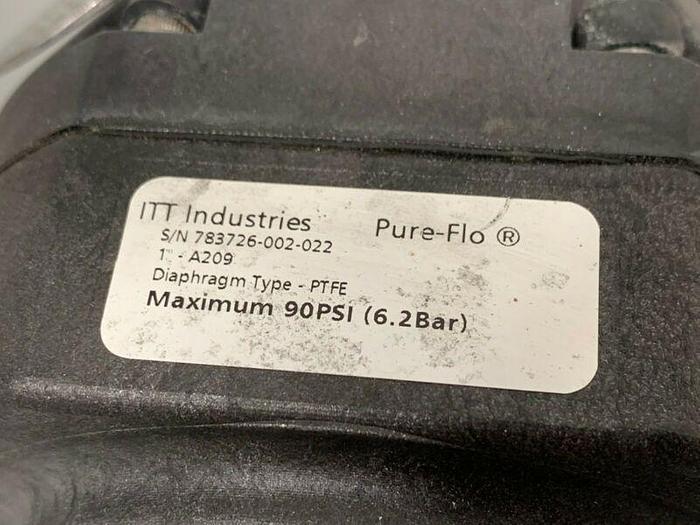 ITT Industries Pure-Flo ®
S/N 783726-002-022
1" - A209
Diaphragm Type - PTFE
Maximum 90PSI (6.2Bar)